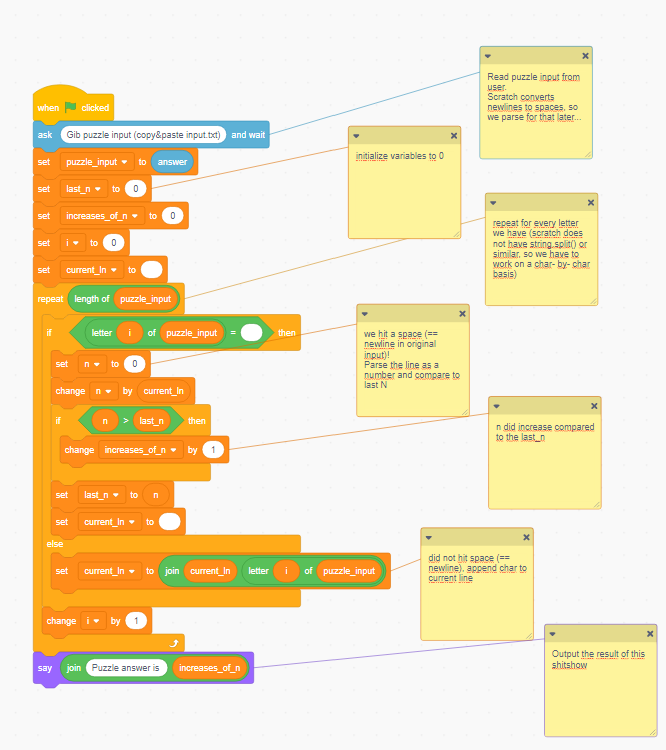 when clicked
ask Gib puzzle input (copy&paste input.txt) and wait
set puzzle_input to answer
set last_n to 0
set increases_of_n to 0
set i to 0
set current_ln to
repeat length of puzzle_input
if letter i of puzzle_input = then
set n to 0
change n by current_ln
if n > last_n then
change increases_of_n by 1
set last_n to n
set current_ln to
else
set current_ln to join current_ln letter i of puzzle_input
change i by 1
say join Puzzle answer is increases_of_n
Read puzzle input from
user.
Scratch converts
newlines to spaces, so
we parse for that later...
initialize variables to 0
repeat for every letter
we have (scratch does
not have string.split() or
similar, so we have to
work on a char- by- char
basis)
we hit a space (==
newline in original
input)!
Parse the line as a
number and compare to
last N
n did increase compared
to the last_n
did not hit space (==
newline), append char to
current line
Output the result of this
shitshow